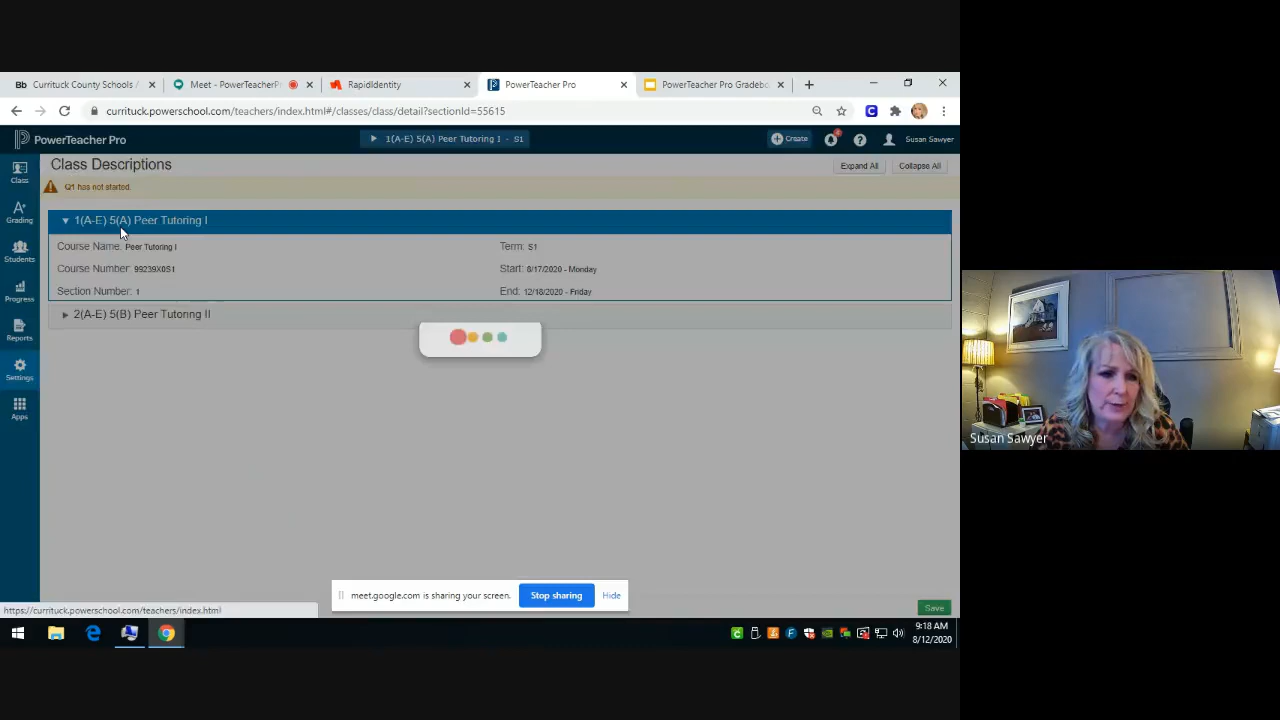 Bb Currituck County Schools /
Meet - PowerTeacherP
RapidIdentity
PowerTeacher Pro
PowerTeacher Pro Gradebo
currituck.powerschool.com/teachers/index.html#/classes/class/detail?sectionId=55615
PowerTeacher Pro
1(A-E) 5(A) Peer Tutoring I - S1
Create
Susan Sawyer
Class
Grading
Students
Progress
Reports
Settings
Apps
Class Descriptions
Expand All
Collapse All
Q1 has not started.
1(A-E) 5(A) Peer Tutoring I
Course Name: Peer Tutoring I
Term: S1
Course Number: 99239X0S1
Start: 8/17/2020 - Monday
Section Number: 1
End: 12/18/2020 - Friday
2(A-E) 5(B) Peer Tutoring II
Susan Sawyer
meet.google.com is sharing your screen.
Stop sharing
Hide
https://currituck.powerschool.com/teachers/index.html
Save
9:18 AM
8/12/2020